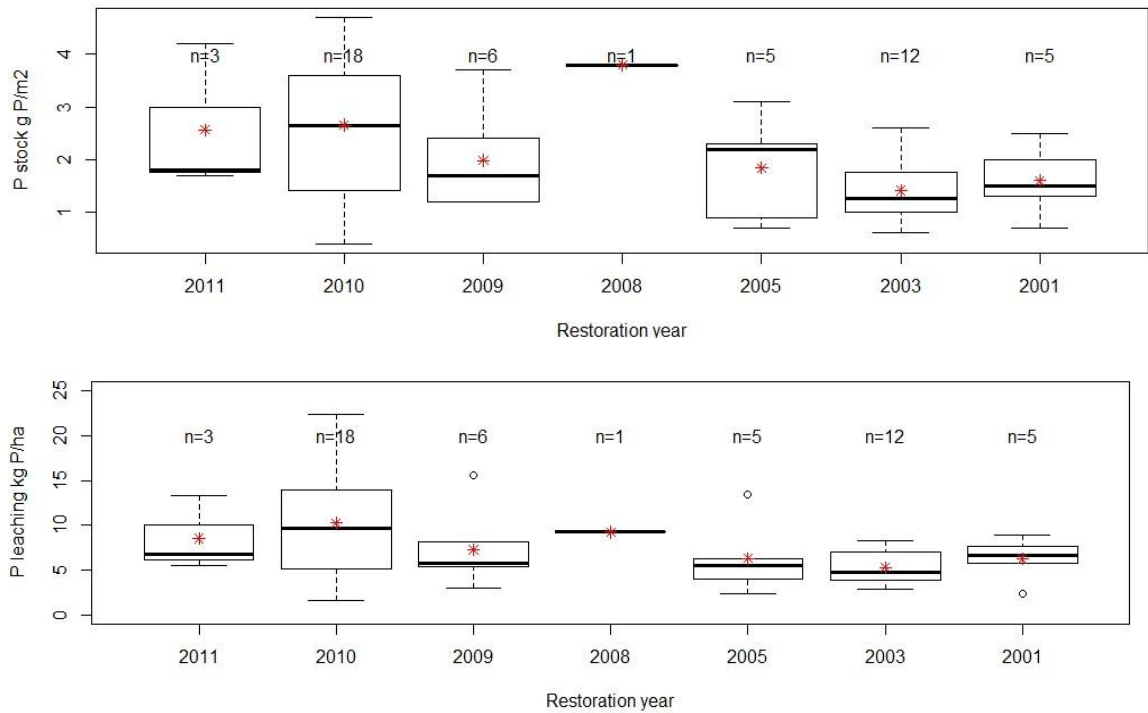 P stock g P/m2
4
3
2
1
n=3 n=18 n=6 n=1 n=5 n=12 n=5
2011 2010 2009 2008 2005 2003 2001
Restoration year
P leaching kg P/ha
25
20
15
10
5
0
n=3 n=18 n=6 n=1 n=5 n=12 n=5
2011 2010 2009 2008 2005 2003 2001
Restoration year